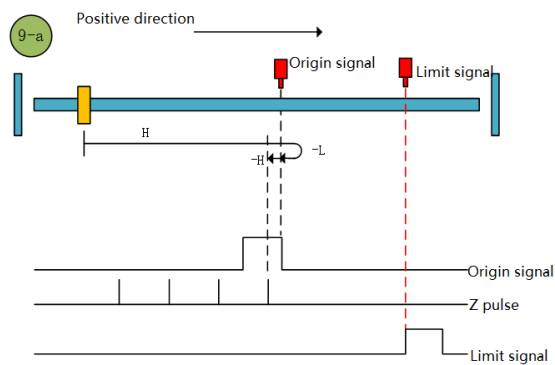 Positive direction
9-a
Origin signal
Limit signal
H
-L
-H
Origin signal
Z pulse
Limit signal